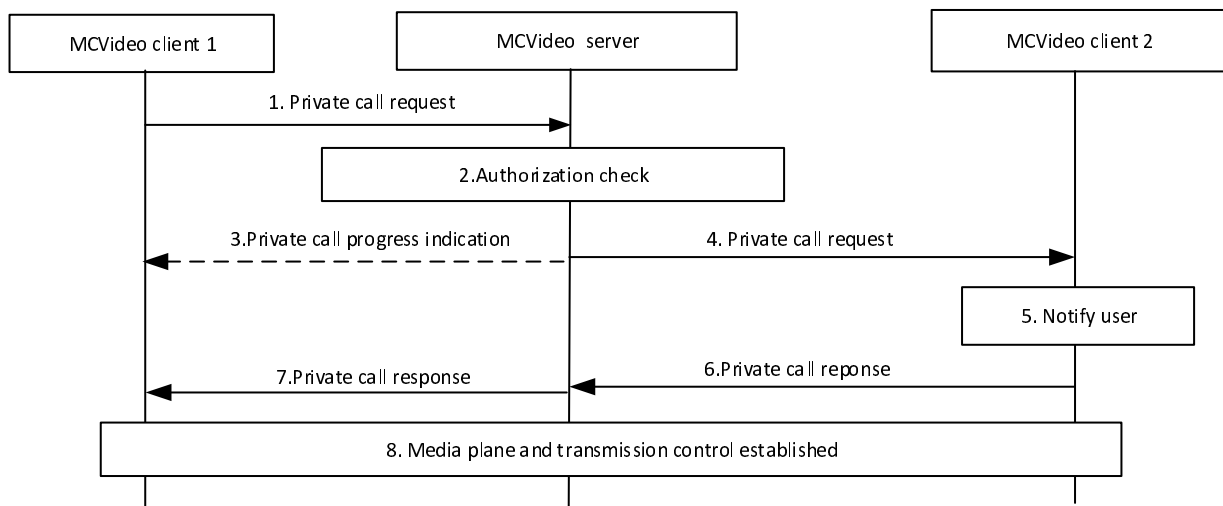 MCVideo client 1
MCVideo server
MCVideo client 2
1. Private call request
2.Authorization check
3.Private call progress indication
4. Private call request
5. Notify user
6.Private call reponse
7.Private call response
8. Media plane and transmission control established